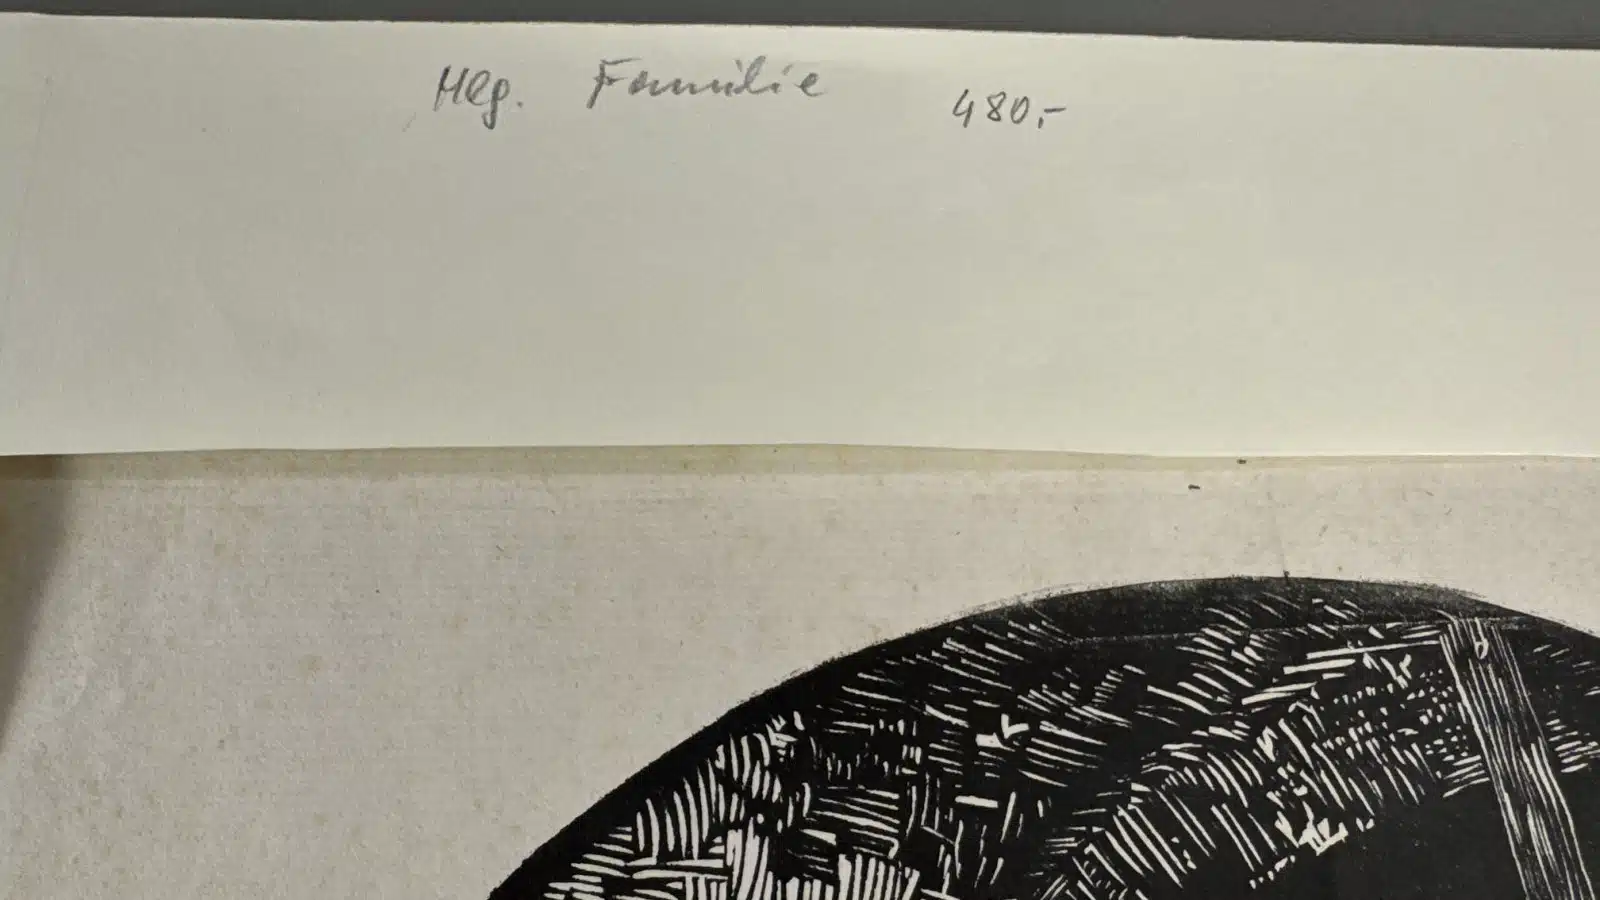 Hlg. Familie 480,-